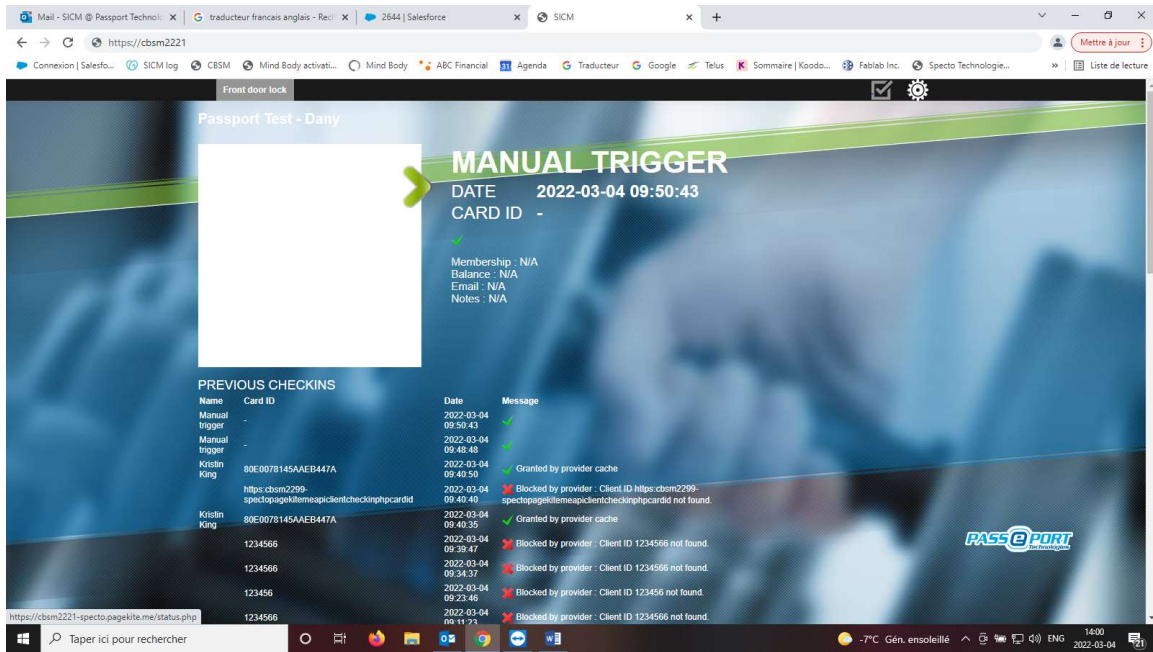 Mail - SICM @ Passport Technolo
traducteur francais anglais - Rech
2644 | Salesforce
SICM
https://cbsm2221
Mettre à jour
Connexion | Salesfo...
SICM log
CBSM
Mind Body activati...
Mind Body
ABC Financial
31
Agenda
Traducteur
Google
Telus
Sommaire | Koodo...
Fablab Inc.
Specto Technologie...
»
Liste de lecture
Front door lock
Passport Test - Dany
MANUAL TRIGGER
DATE 2022-03-04 09:50:43
CARD ID -
Membership : N/A
Balance : N/A
Email : N/A
Notes : N/A
PREVIOUS CHECKINS
Name Card ID Date Message
Manual trigger - 2022-03-04 09:50:43
Manual trigger - 2022-03-04 09:48:48
Kristin King 80E0078145AAEB447A 2022-03-04 09:40:50 Granted by provider cache
https:cbsm2299-spectopagekitemeapiclientcheckinphpcardid 2022-03-04 09:40:40 Blocked by provider : Client ID https:cbsm2299-spectopagekitemeapiclientcheckinphpcardid not found.
Kristin King 80E0078145AAEB447A 2022-03-04 09:40:35 Granted by provider cache
1234566 2022-03-04 09:39:47 Blocked by provider : Client ID 1234566 not found.
1234566 2022-03-04 09:34:37 Blocked by provider : Client ID 1234566 not found.
123456 2022-03-04 09:23:46 Blocked by provider : Client ID 123456 not found.
1234566 2022-03-04 09:11:23 Blocked by provider : Client ID 1234566 not found.
PASS@PORT
Technologies
https://cbsm2221-specto.pagekite.me/status.php
Taper ici pour rechercher
-7°C Gén. ensoleillé
ENG
14:00
2022-03-04
21